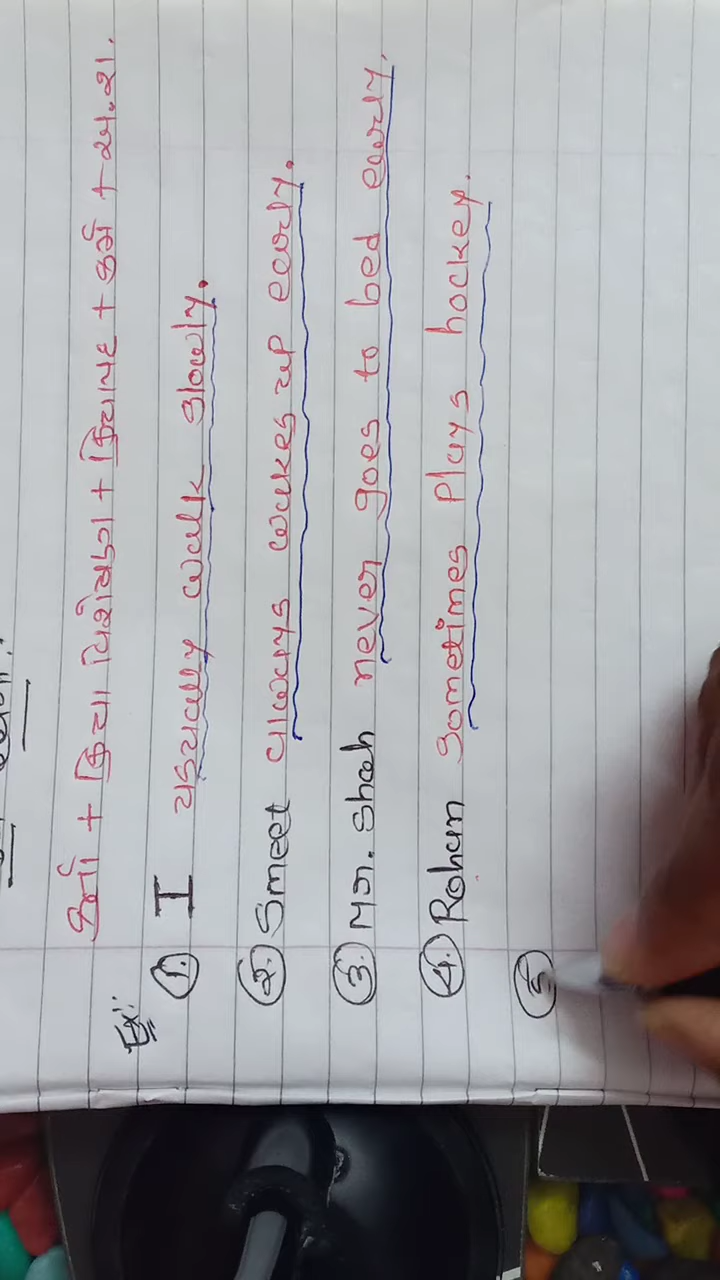 કર્તા + ક્રિયા વિશેષણ + ક્રિયાપદ + કર્મ + અ.શ.
Ex:
1. I usually walk slowly.
2. Smeet always wakes up early.
3. Mr. Shah never goes to bed early.
4. Rohan sometimes plays hockey.
5